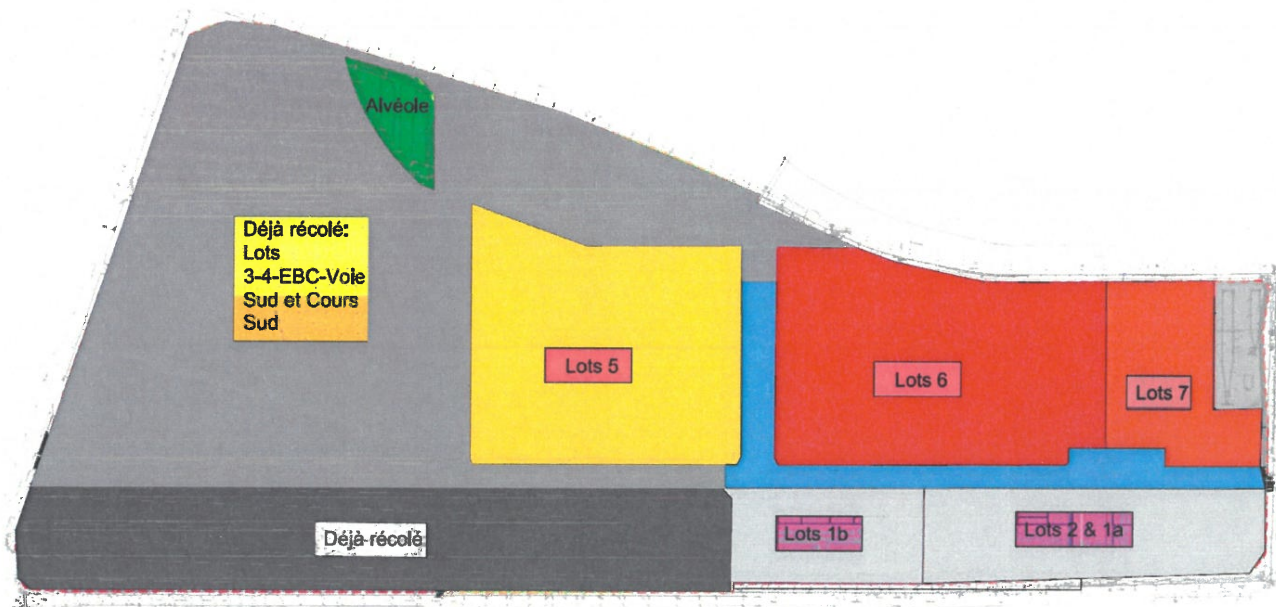 Alvéole
Déjà récolé:
Lots
3-4-EBC-Voie
Sud et Cours
Sud
Lots 5
Lots 6
Lots 7
Déjà récolé
Lots 1b
Lots 2 & 1a